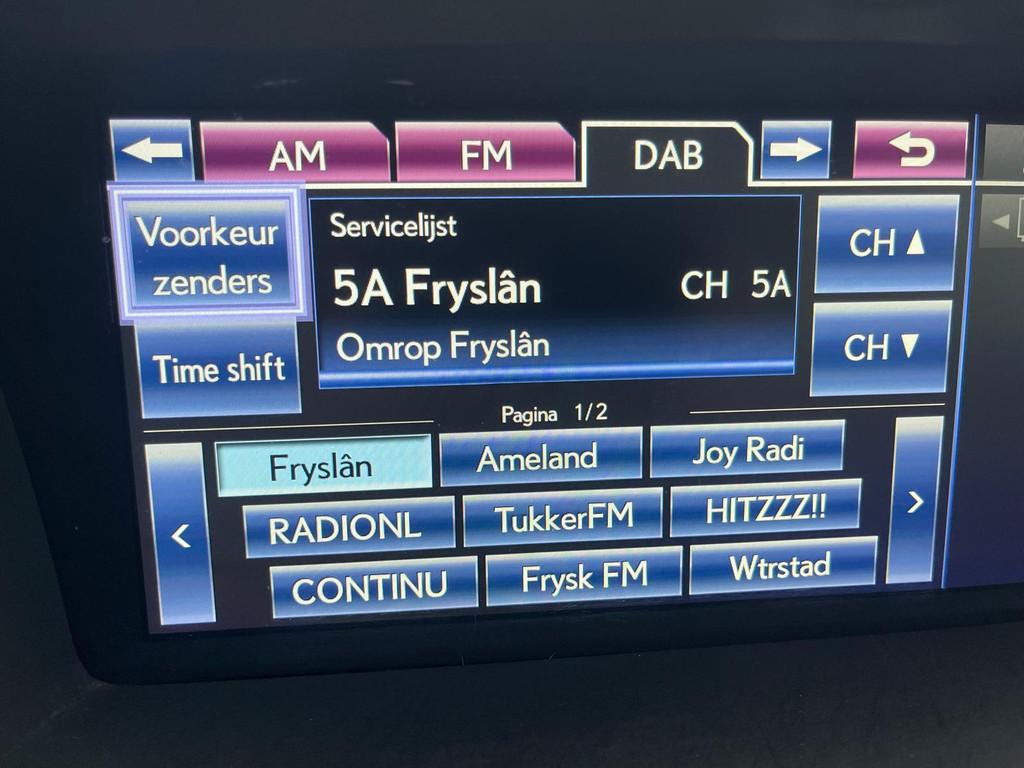 AM FM DAB
Voorkeur
zenders
Servicelijst
5A Fryslân CH 5A
Omrop Fryslân
CH ▲
Time shift
CH ▼
Pagina 1/2
Fryslân Ameland Joy Radi
RADIONL TukkerFM HITZZZ!!
CONTINU Frysk FM Wtrstad